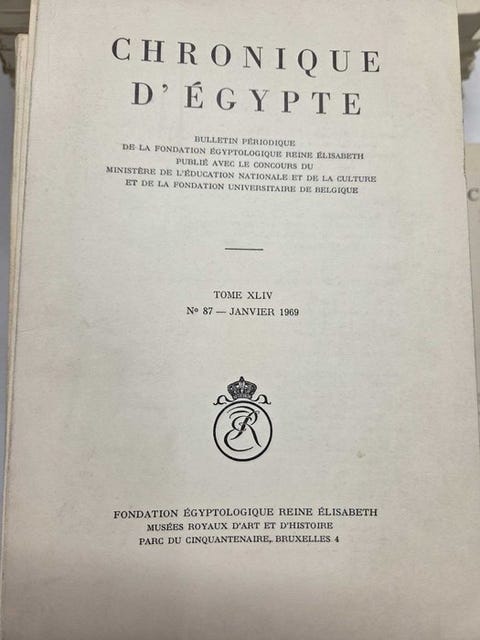 CHRONIQUE
D'ÉGYPTE
BULLETIN PÉRIODIQUE
DE LA FONDATION ÉGYPTOLOGIQUE REINE ÉLISABETH
PUBLIÉ AVEC LE CONCOURS DU
MINISTÈRE DE L'ÉDUCATION NATIONALE ET DE LA CULTURE
ET DE LA FONDATION UNIVERSITAIRE DE BELGIQUE
TOME XLIV
Nº 87 — JANVIER 1969
FONDATION ÉGYPTOLOGIQUE REINE ÉLISABETH
MUSÉES ROYAUX D'ART ET D'HISTOIRE
PARC DU CINQUANTENAIRE, BRUXELLES 4